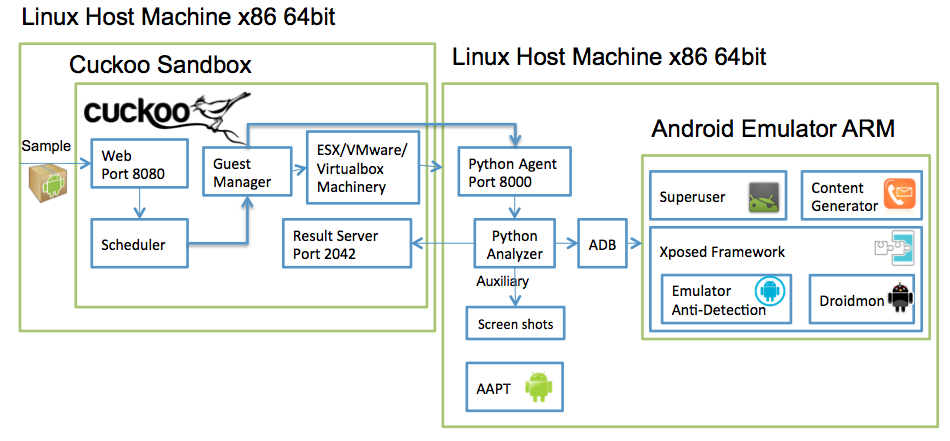 Linux Host Machine x86 64bit
Linux Host Machine x86 64bit
Cuckoo Sandbox
cuckoo
Sample
Web
Port 8080
Guest
Manager
ESX/VMware/
Virtualbox
Machinery
Scheduler
Result Server
Port 2042
Python Agent
Port 8000
Python
Analyzer
ADB
Auxiliary
Screen shots
AAPT
Android Emulator ARM
Superuser
Content
Generator
Xposed Framework
Emulator
Anti-Detection
Droidmon